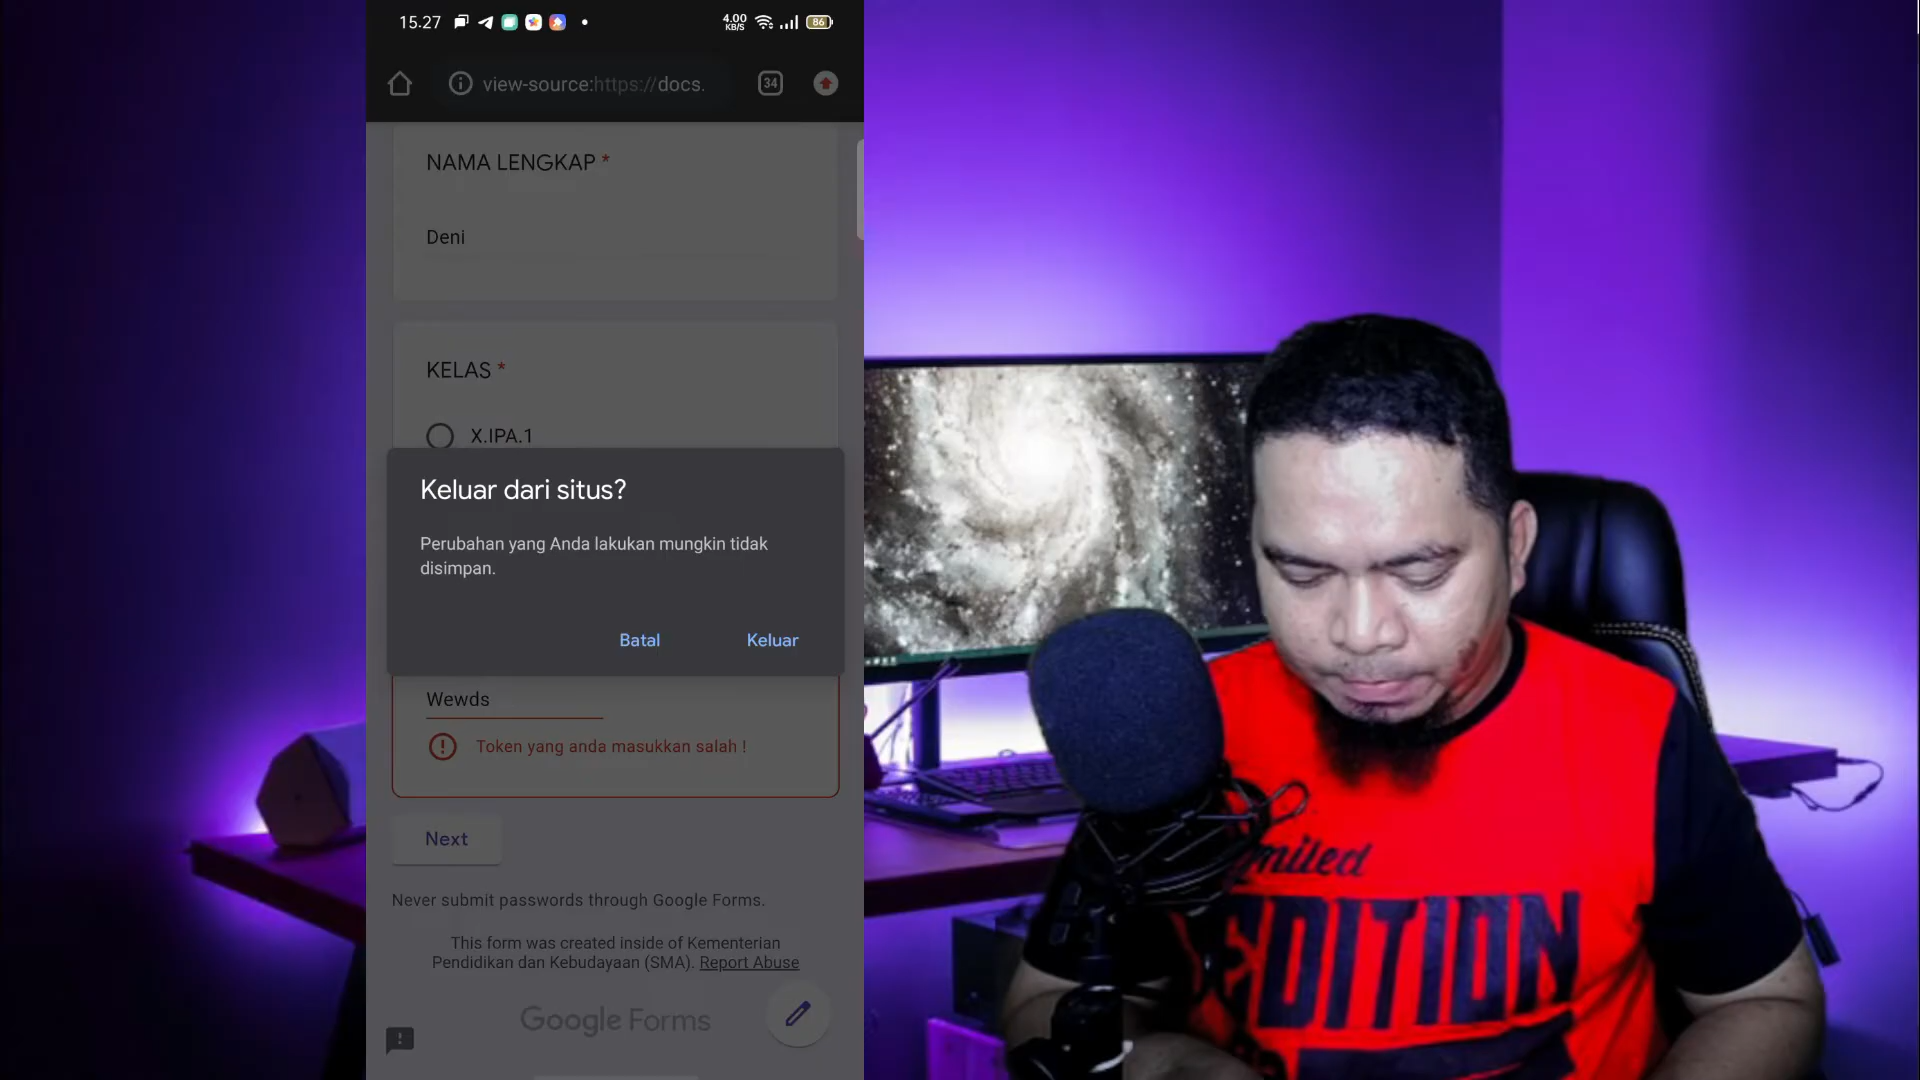 15.27
4.00
KB/S
86
view-source:https://docs.
34
NAMA LENGKAP *
Deni
KELAS *
X.IPA.1
Keluar dari situs?
Perubahan yang Anda lakukan mungkin tidak
disimpan.
Batal
Keluar
Wewds
Token yang anda masukkan salah !
Next
Never submit passwords through Google Forms.
This form was created inside of Kementerian
Pendidikan dan Kebudayaan (SMA). Report Abuse
Google Forms
EDITION